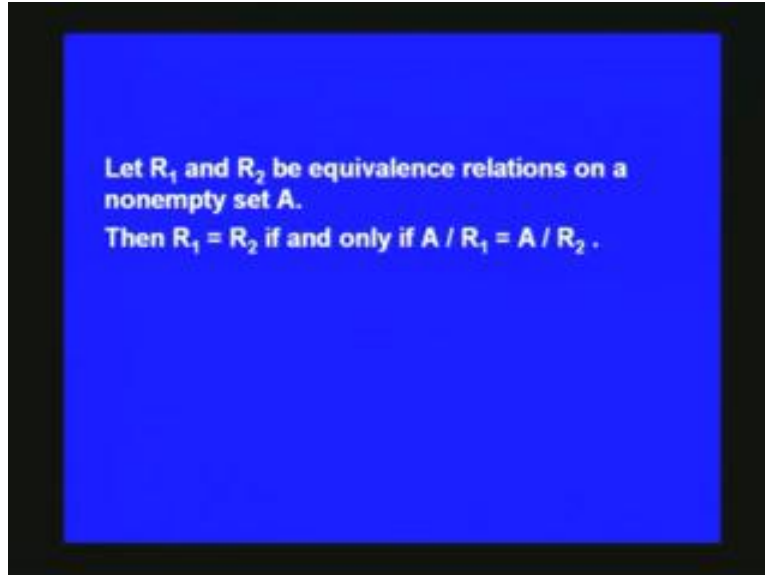 Let R₁ and R₂ be equivalence relations on a
nonempty set A.
Then R₁ = R₂ if and only if A / R₁ = A / R₂ .